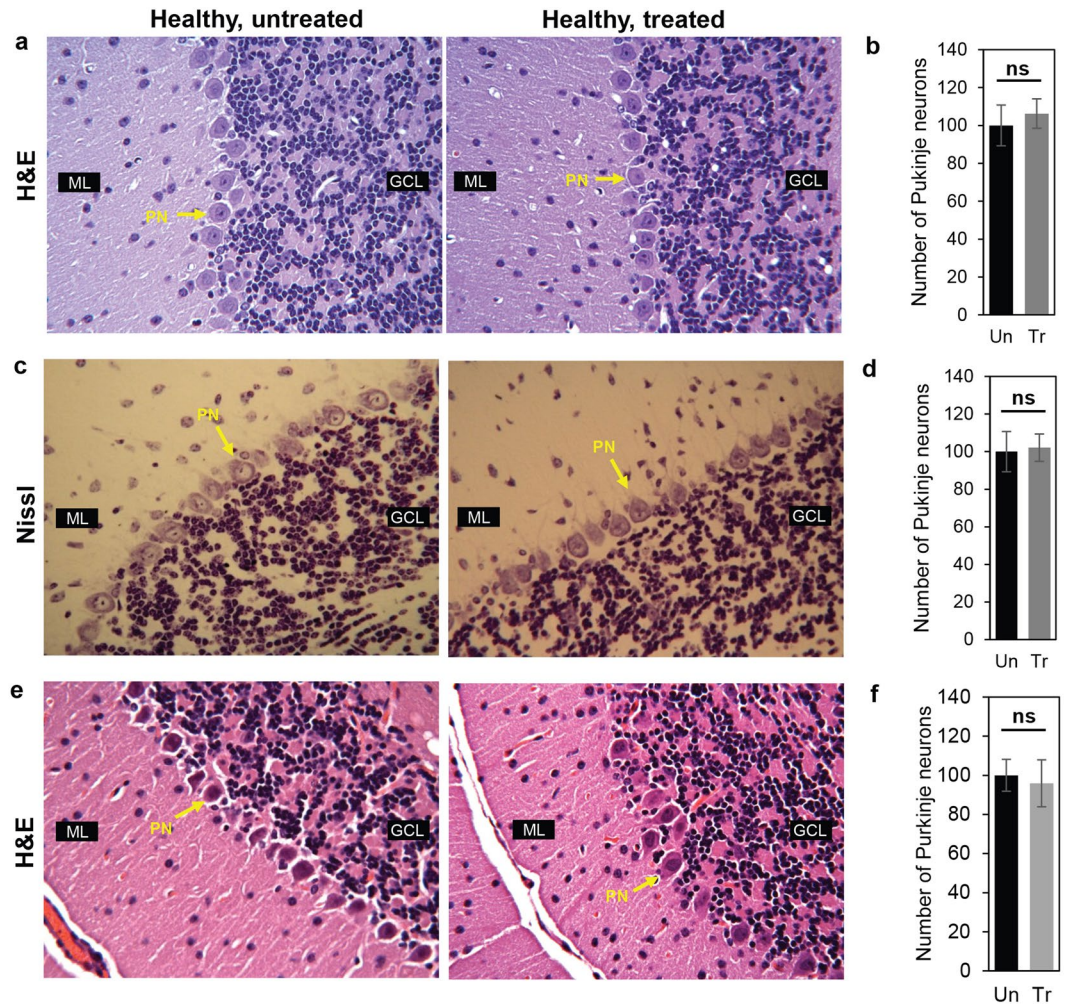 Healthy, untreated
Healthy, treated
a
H&E
ML
PN
GCL
PN
GCL
ML
b
Number of Pukinje neurons
140
120
100
80
60
40
20
0
ns
Un Tr
c
Nissl
PN
ML
GCL
PN
ML
GCL
d
Number of Pukinje neurons
140
120
100
80
60
40
20
0
ns
Un Tr
e
H&E
ML
PN
GCL
ML
PN
GCL
f
Number of Purkinje neurons
140
120
100
80
60
40
20
0
ns
Un Tr